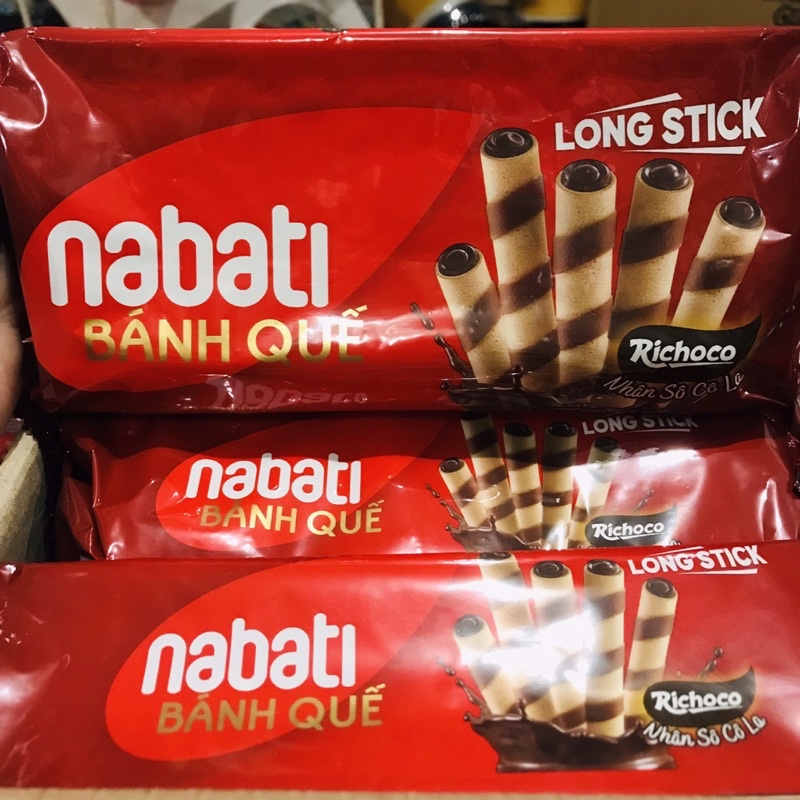 LONG STICK
nabati
BÁNH QUẾ
Richoco
Nhân Sô Cô La
LONG STICK
nabati
BÁNH QUẾ
Richoco
LONG STICK
nabati
BÁNH QUẾ
Richoco
Nhân Sô Cô La